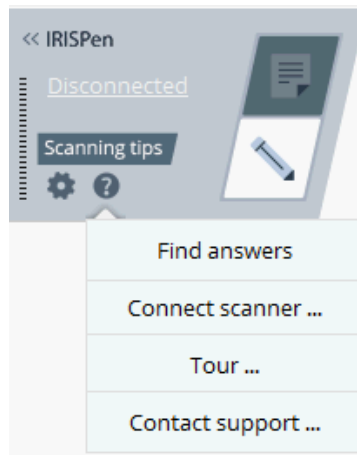 << IRISPen
Disconnected
Scanning tips
?
Find answers
Connect scanner ...
Tour ...
Contact support ...